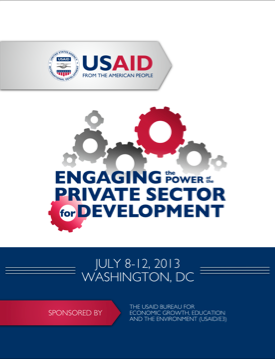 USAID
USAID
FROM THE AMERICAN PEOPLE
ENGAGING the POWER of the
PRIVATE SECTOR
for DEVELOPMENT
JULY 8-12, 2013
WASHINGTON, DC
SPONSORED BY
THE USAID BUREAU FOR
ECONOMIC GROWTH, EDUCATION
AND THE ENVIRONMENT (USAID/E3)